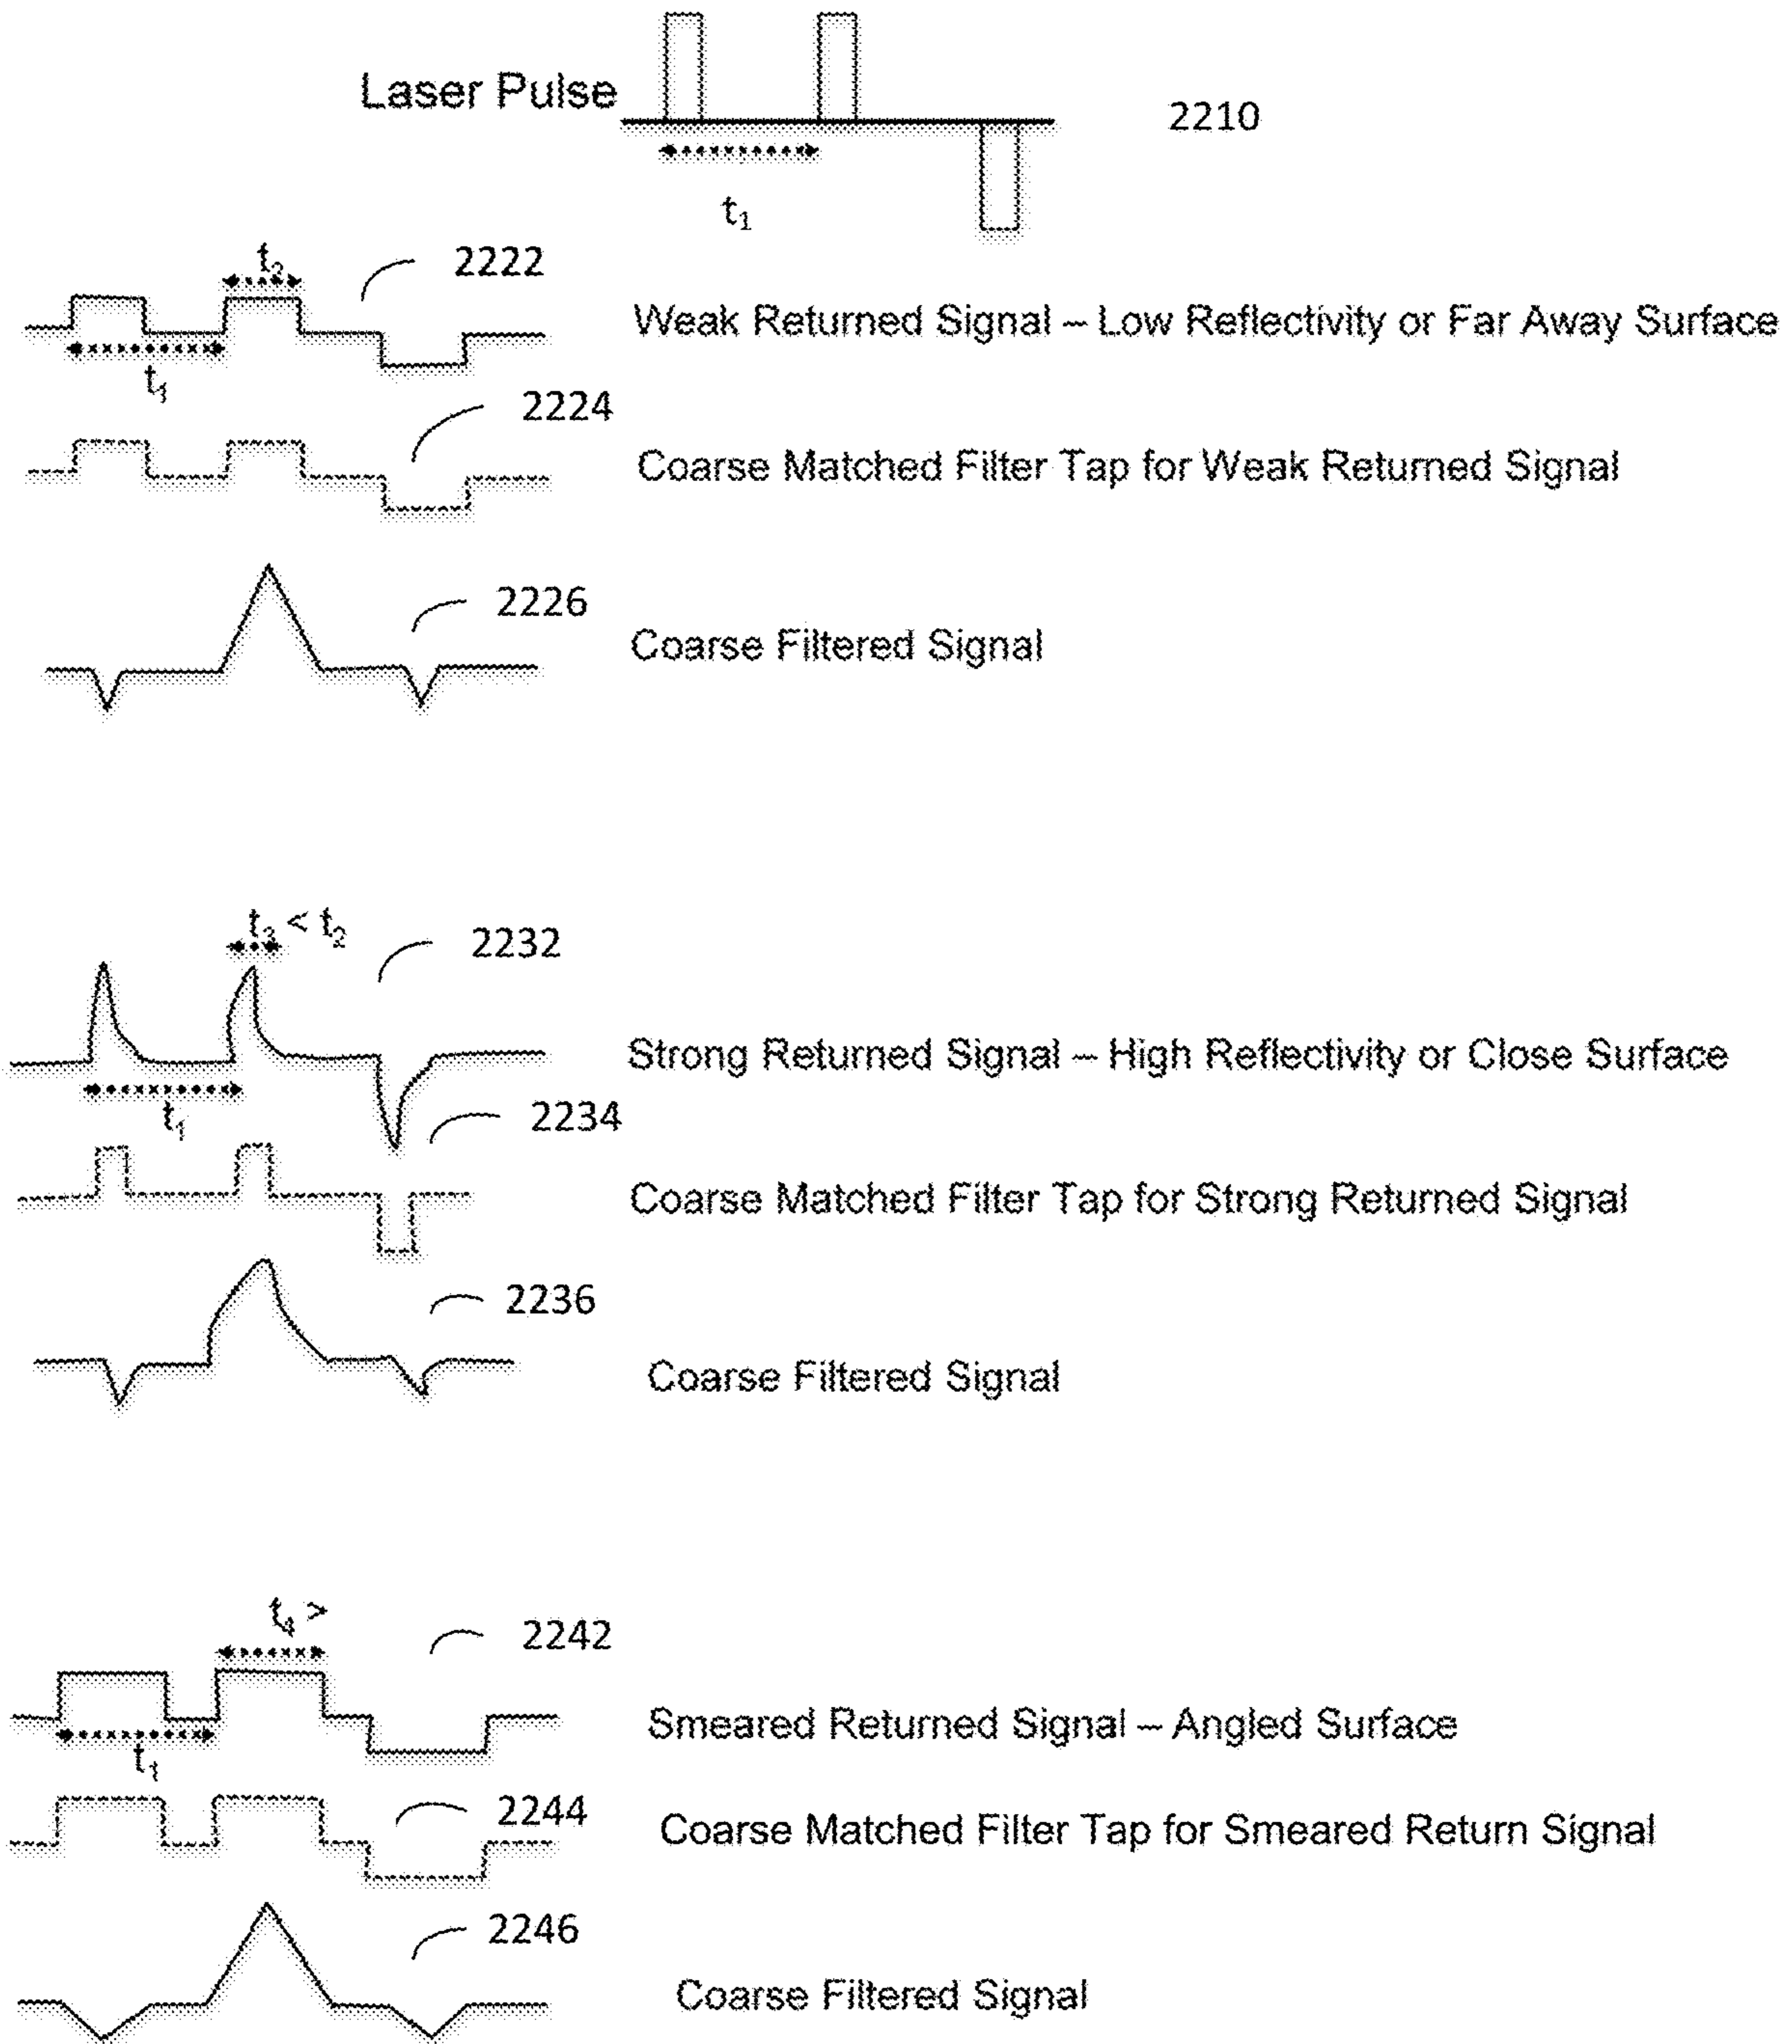 Laser Pulse
2210
t₁
t₂
2222
Weak Returned Signal – Low Reflectivity or Far Away Surface
t₁
2224
Coarse Matched Filter Tap for Weak Returned Signal
2226
Coarse Filtered Signal
t₃ < t₂
2232
Strong Returned Signal – High Reflectivity or Close Surface
t₁
2234
Coarse Matched Filter Tap for Strong Returned Signal
2236
Coarse Filtered Signal
t₄ >
2242
Smeared Returned Signal – Angled Surface
t₁
2244
Coarse Matched Filter Tap for Smeared Return Signal
2246
Coarse Filtered Signal